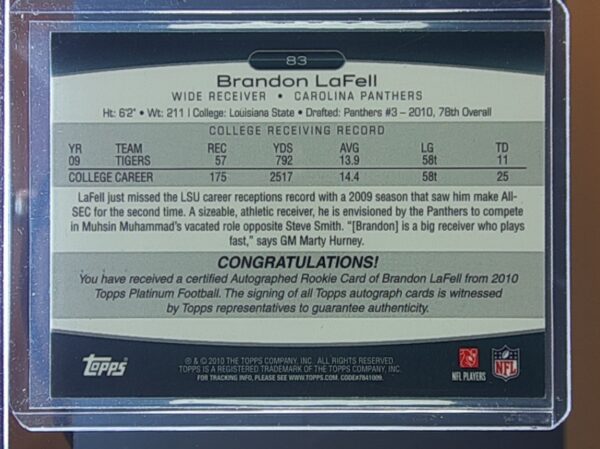 83
Brandon LaFell
WIDE RECEIVER • CAROLINA PANTHERS
Ht: 6'2" • Wt: 211 | College: Louisiana State • Drafted: Panthers #3 – 2010, 78th Overall
COLLEGE RECEIVING RECORD
YR TEAM REC YDS AVG LG TD
09 TIGERS 57 792 13.9 58t 11
COLLEGE CAREER 175 2517 14.4 58t 25
LaFell just missed the LSU career receptions record with a 2009 season that saw him make All-
SEC for the second time. A sizeable, athletic receiver, he is envisioned by the Panthers to compete
in Muhsin Muhammad's vacated role opposite Steve Smith. "[Brandon] is a big receiver who plays
fast," says GM Marty Hurney.
CONGRATULATIONS!
You have received a certified Autographed Rookie Card of Brandon LaFell from 2010
Topps Platinum Football. The signing of all Topps autograph cards is witnessed
by Topps representatives to guarantee authenticity.
Topps
® & © 2010 THE TOPPS COMPANY, INC. ALL RIGHTS RESERVED.
TOPPS IS A REGISTERED TRADEMARK OF THE TOPPS COMPANY, INC.
FOR TRACKING INFO, PLEASE SEE WWW.TOPPS.COM. CODE#7841009.
NFL PLAYERS
NFL